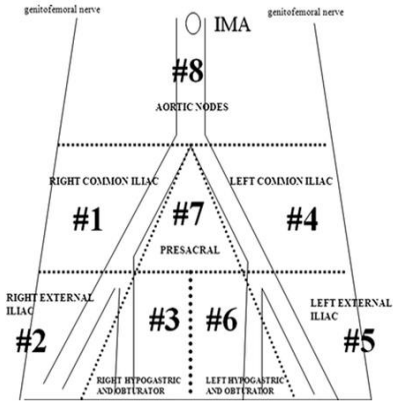 genitofemoral nerve
genitofemoral nerve
IMA
#8
AORTIC NODES
RIGHT COMMON ILIAC
LEFT COMMON ILIAC
#1
#7
#4
PRESACRAL
RIGHT EXTERNAL
ILIAC
LEFT EXTERNAL
ILIAC
#2
#3
#6
#5
RIGHT HYPOGASTRIC
AND OBTURATOR
LEFT HYPOGASTRIC
AND OBTURATOR